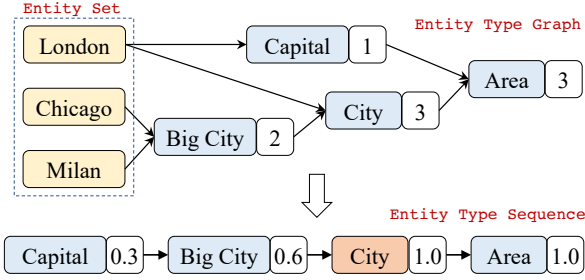 Entity Set
London
Capital 1
Entity Type Graph
Area 3
Chicago
City 3
Big City 2
Milan
Entity Type Sequence
Capital 0.3 Big City 0.6 City 1.0 Area 1.0